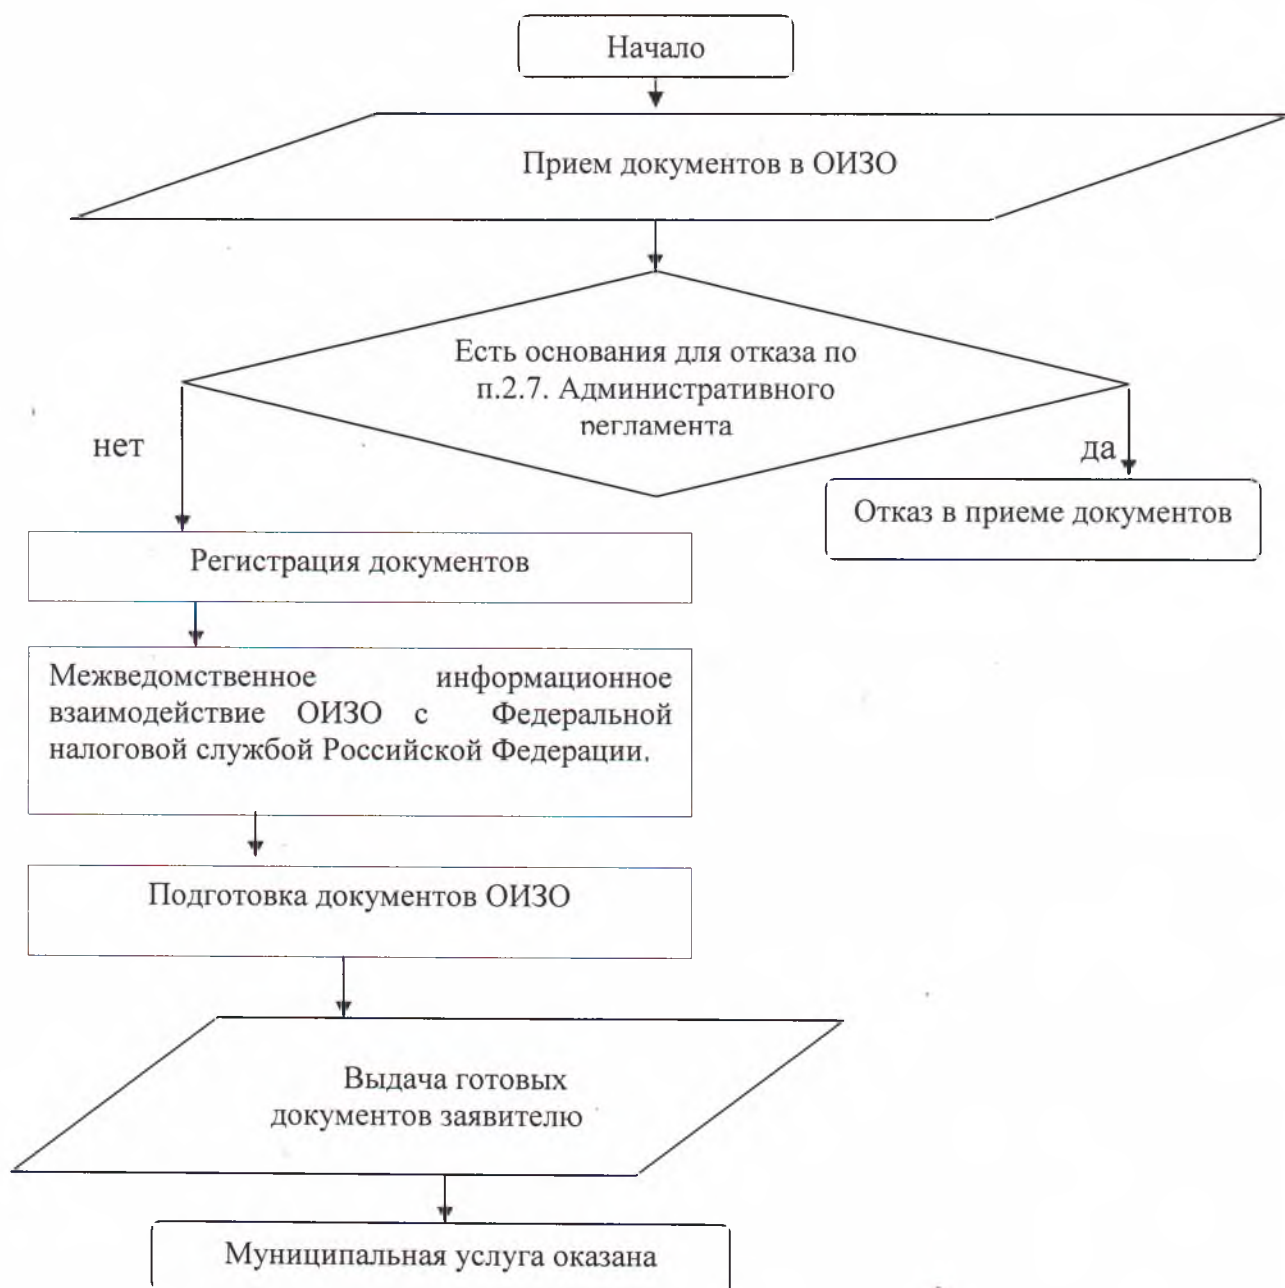 Начало
Прием документов в ОИЗО
Есть основания для отказа по
п.2.7. Административного
регламента
нет
да
Отказ в приеме документов
Регистрация документов
Межведомственное информационное
взаимодействие ОИЗО с Федеральной
налоговой службой Российской Федерации.
Подготовка документов ОИЗО
Выдача готовых
документов заявителю
Муниципальная услуга оказана